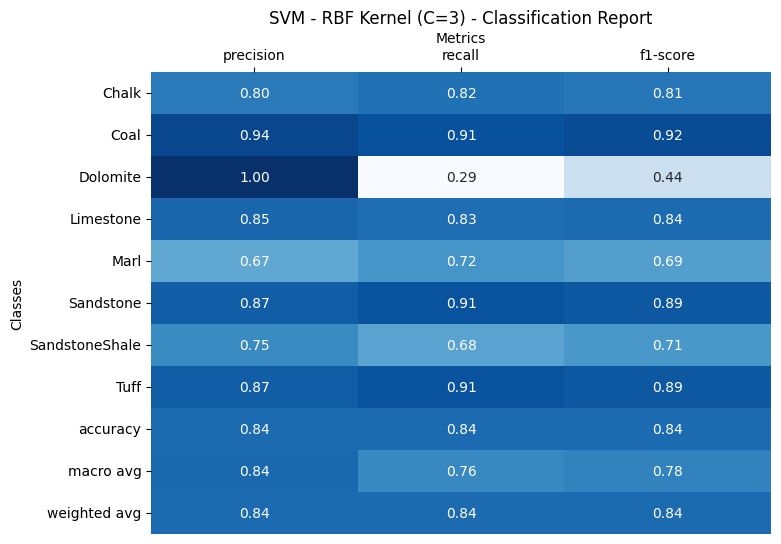 SVM - RBF Kernel (C=3) - Classification Report
Metrics
precision recall f1-score
Chalk 0.80 0.82 0.81
Coal 0.94 0.91 0.92
Dolomite 1.00 0.29 0.44
Limestone 0.85 0.83 0.84
Marl 0.67 0.72 0.69
Classes
Sandstone 0.87 0.91 0.89
SandstoneShale 0.75 0.68 0.71
Tuff 0.87 0.91 0.89
accuracy 0.84 0.84 0.84
macro avg 0.84 0.76 0.78
weighted avg 0.84 0.84 0.84